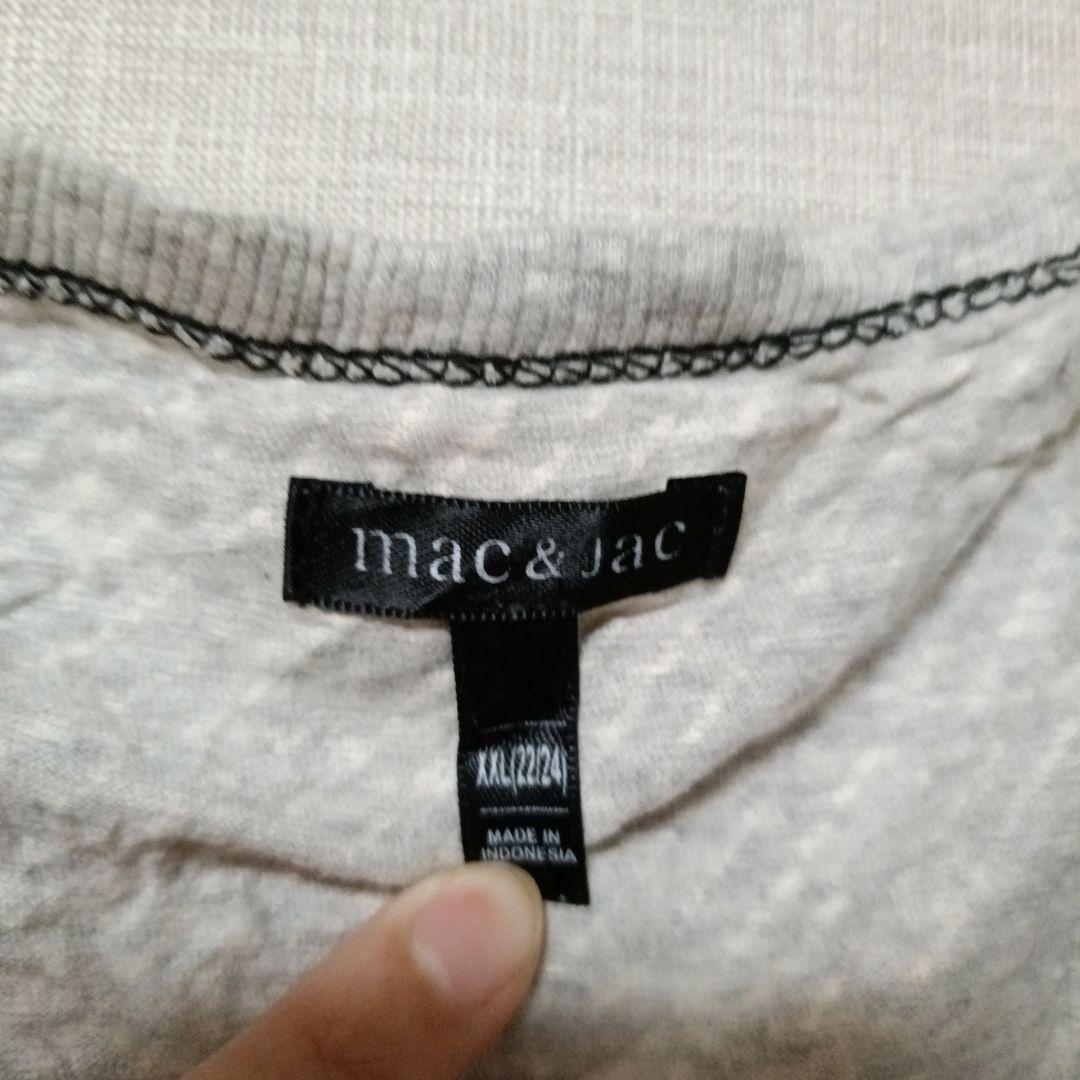 mac & jac
XXL(22/24)
MADE IN
INDONESIA